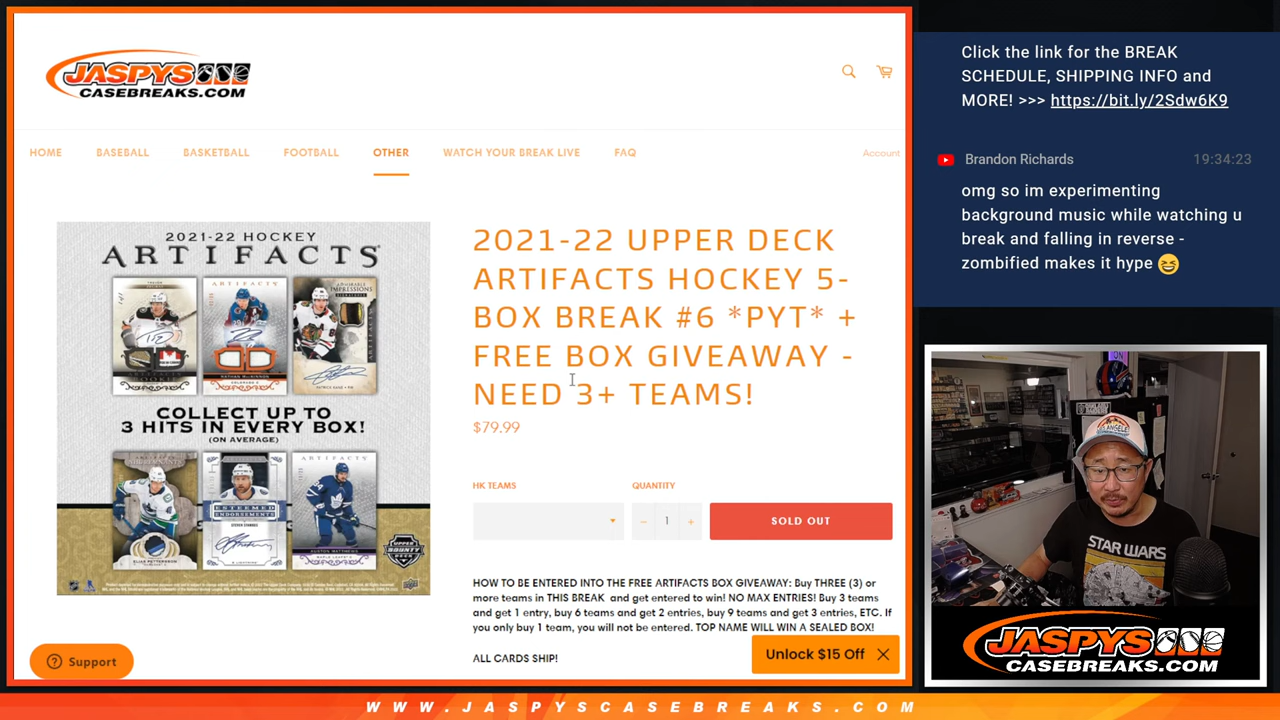 JASPYS
CASEBREAKS.COM
HOME BASEBALL BASKETBALL FOOTBALL OTHER WATCH YOUR BREAK LIVE FAQ Account
2021-22 HOCKEY
ARTIFACTS
COLLECT UP TO
3 HITS IN EVERY BOX!
(ON AVERAGE)
2021-22 UPPER DECK
ARTIFACTS HOCKEY 5-
BOX BREAK #6 *PYT* +
FREE BOX GIVEAWAY -
NEED 3+ TEAMS!
$79.99
HK TEAMS QUANTITY
− 1 + SOLD OUT
HOW TO BE ENTERED INTO THE FREE ARTIFACTS BOX GIVEAWAY: Buy THREE (3) or
more teams in THIS BREAK and get entered to win! NO MAX ENTRIES! Buy 3 teams
and get 1 entry, buy 6 teams and get 2 entries, buy 9 teams and get 3 entries, ETC. If
you only buy 1 team, you will not be entered. TOP NAME WILL WIN A SEALED BOX!
ALL CARDS SHIP!
Support
Unlock $15 Off
Click the link for the BREAK
SCHEDULE, SHIPPING INFO and
MORE! >>> https://bit.ly/2Sdw6K9
Brandon Richards 19:34:23
omg so im experimenting
background music while watching u
break and falling in reverse -
zombified makes it hype 😆
STAR WARS
JASPYS
CASEBREAKS.COM
WWW.JASPYSCASEBREAKS.COM